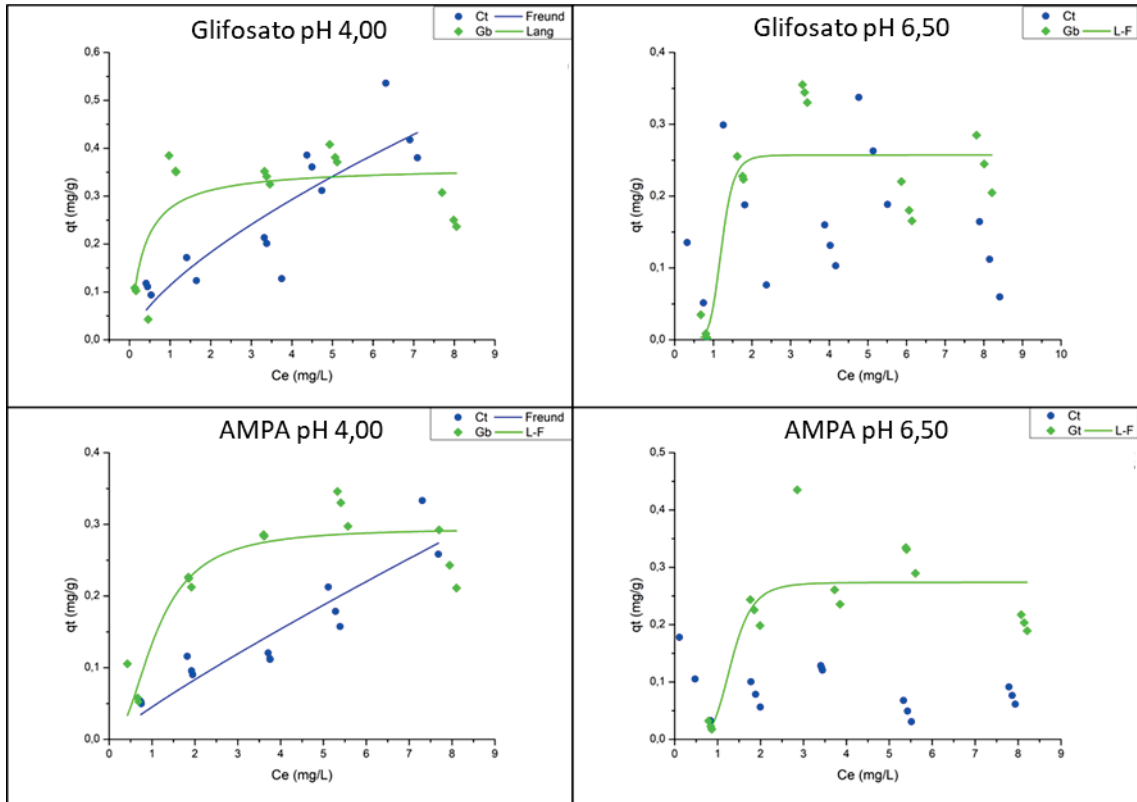 Glifosato pH 4,00
Ct Freund
Gb Lang
qt (mg/g)
0,6
0,5
0,4
0,3
0,2
0,1
0,0
0 1 2 3 4 5 6 7 8 9
Ce (mg/L)
Glifosato pH 6,50
Ct
Gb L-F
qt (mg/g)
0,4
0,3
0,2
0,1
0,0
0 1 2 3 4 5 6 7 8 9 10
Ce (mg/L)
AMPA pH 4,00
Ct Freund
Gb L-F
qt (mg/g)
0,4
0,3
0,2
0,1
0,0
0 1 2 3 4 5 6 7 8 9
Ce (mg/L)
AMPA pH 6,50
Ct
Gt L-F
qt (mg/g)
0,5
0,4
0,3
0,2
0,1
0,0
0 1 2 3 4 5 6 7 8 9
Ce (mg/L)